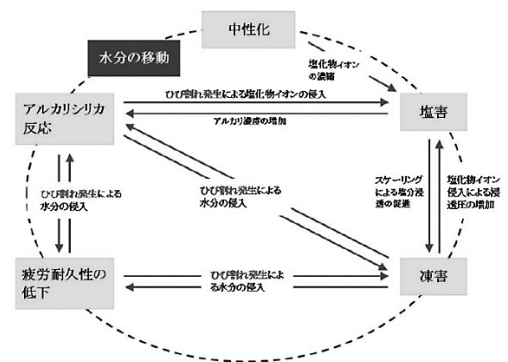 中性化
水分の移動
塩化物イオン
の濃縮
ひび割れ発生による塩化物イオンの侵入
アルカリシリカ
反応
塩害
アルカリ濃度の増加
ひび割れ発生による
水分の侵入
ひび割れ発生による
水分の侵入
スケーリング
による塩分浸
透の促進
塩化物イオン
侵入による浸
透圧の増加
疲労耐久性の
低下
ひび割れ発生によ
る水分の侵入
凍害